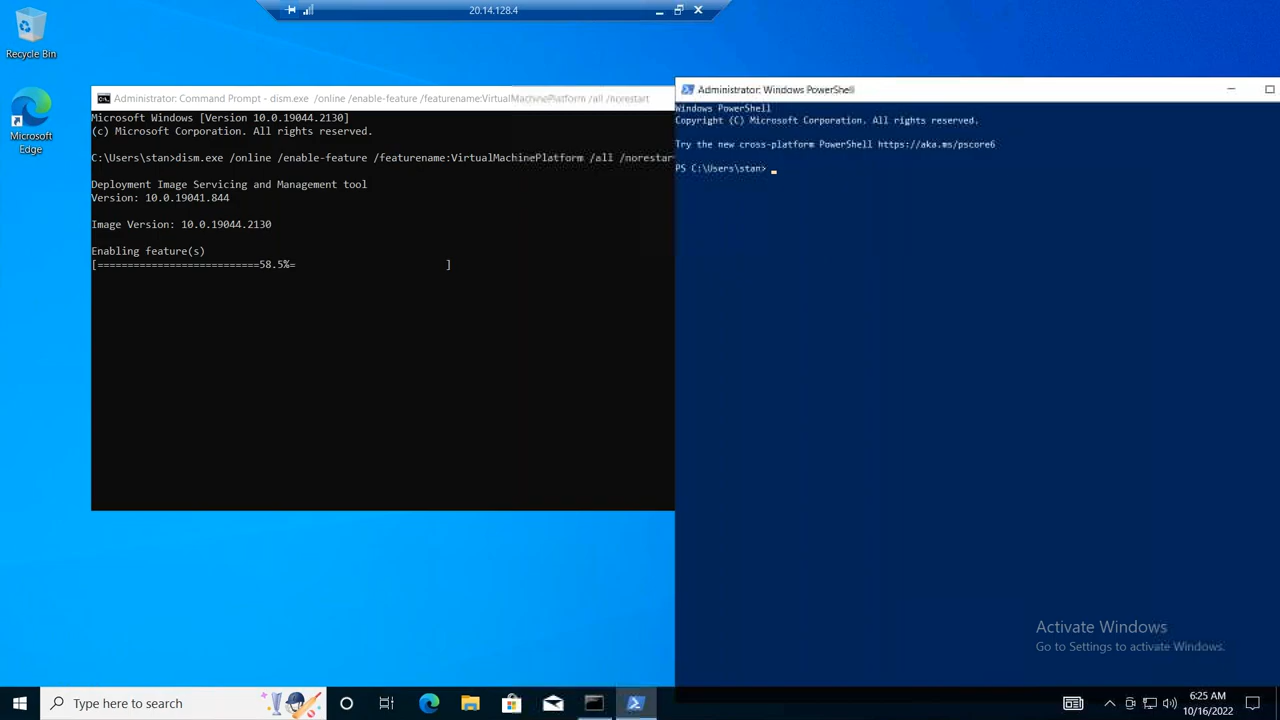 20.14.128.4
Recycle Bin
Microsoft
Edge
Administrator: Command Prompt - dism.exe /online /enable-feature /featurename:VirtualMachinePlatform /all /norestart
Microsoft Windows [Version 10.0.19044.2130]
(c) Microsoft Corporation. All rights reserved.
C:\Users\stan>dism.exe /online /enable-feature /featurename:VirtualMachinePlatform /all /norestar
Deployment Image Servicing and Management tool
Version: 10.0.19041.844
Image Version: 10.0.19044.2130
Enabling feature(s)
[===========================58.5%=                          ]
Administrator: Windows PowerShell
Windows PowerShell
Copyright (C) Microsoft Corporation. All rights reserved.
Try the new cross-platform PowerShell https://aka.ms/pscore6
PS C:\Users\stan>
Activate Windows
Go to Settings to activate Windows.
Type here to search
6:25 AM
10/16/2022